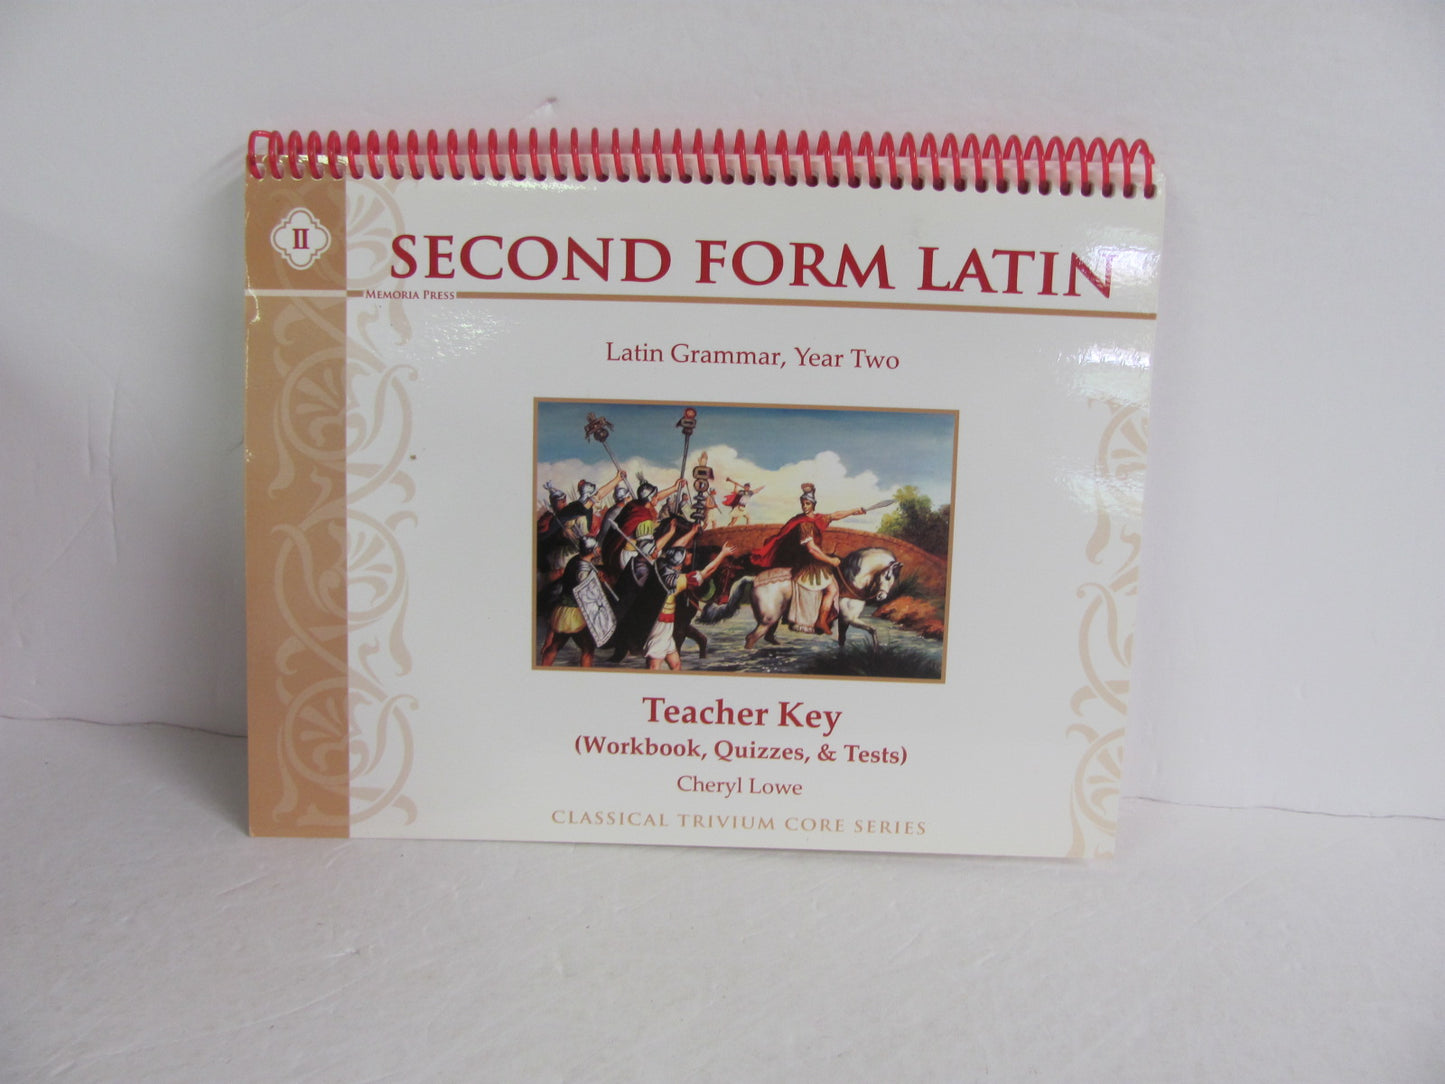 II
SECOND FORM LATIN
MEMORIA PRESS
Latin Grammar, Year Two
Teacher Key
(Workbook, Quizzes, & Tests)
Cheryl Lowe
CLASSICAL TRIVIUM CORE SERIES